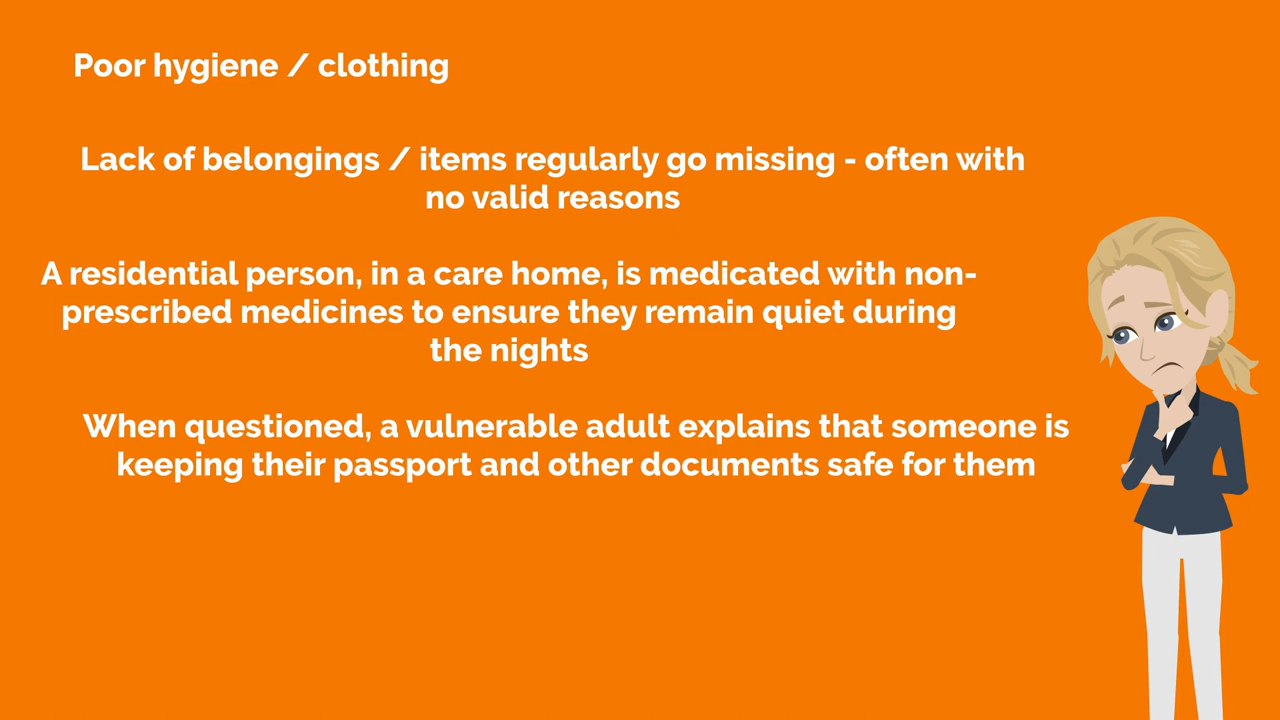 Poor hygiene / clothing
Lack of belongings / items regularly go missing - often with
no valid reasons
A residential person, in a care home, is medicated with non-
prescribed medicines to ensure they remain quiet during
the nights
When questioned, a vulnerable adult explains that someone is
keeping their passport and other documents safe for them